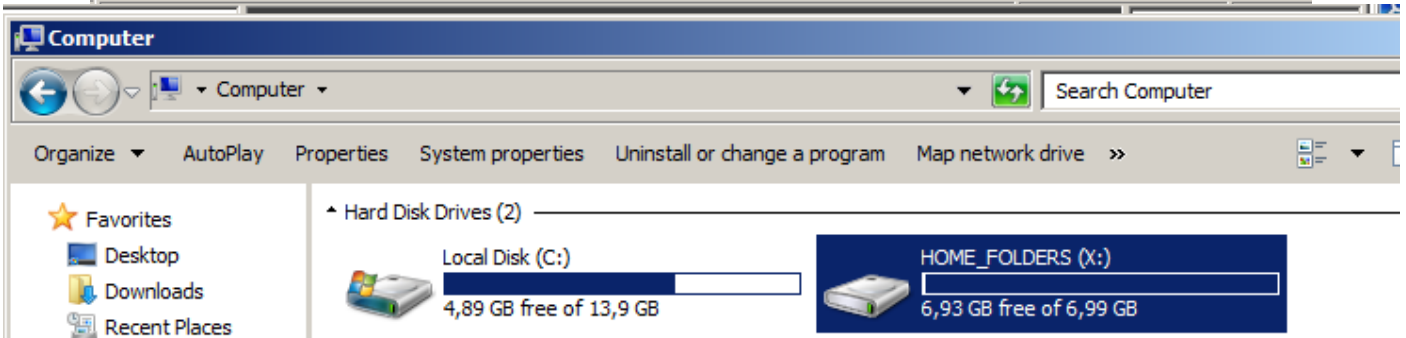 Computer
Computer
Search Computer
Organize AutoPlay Properties System properties Uninstall or change a program Map network drive »
Favorites
Desktop
Downloads
Recent Places
Hard Disk Drives (2)
Local Disk (C:)
4,89 GB free of 13,9 GB
HOME_FOLDERS (X:)
6,93 GB free of 6,99 GB